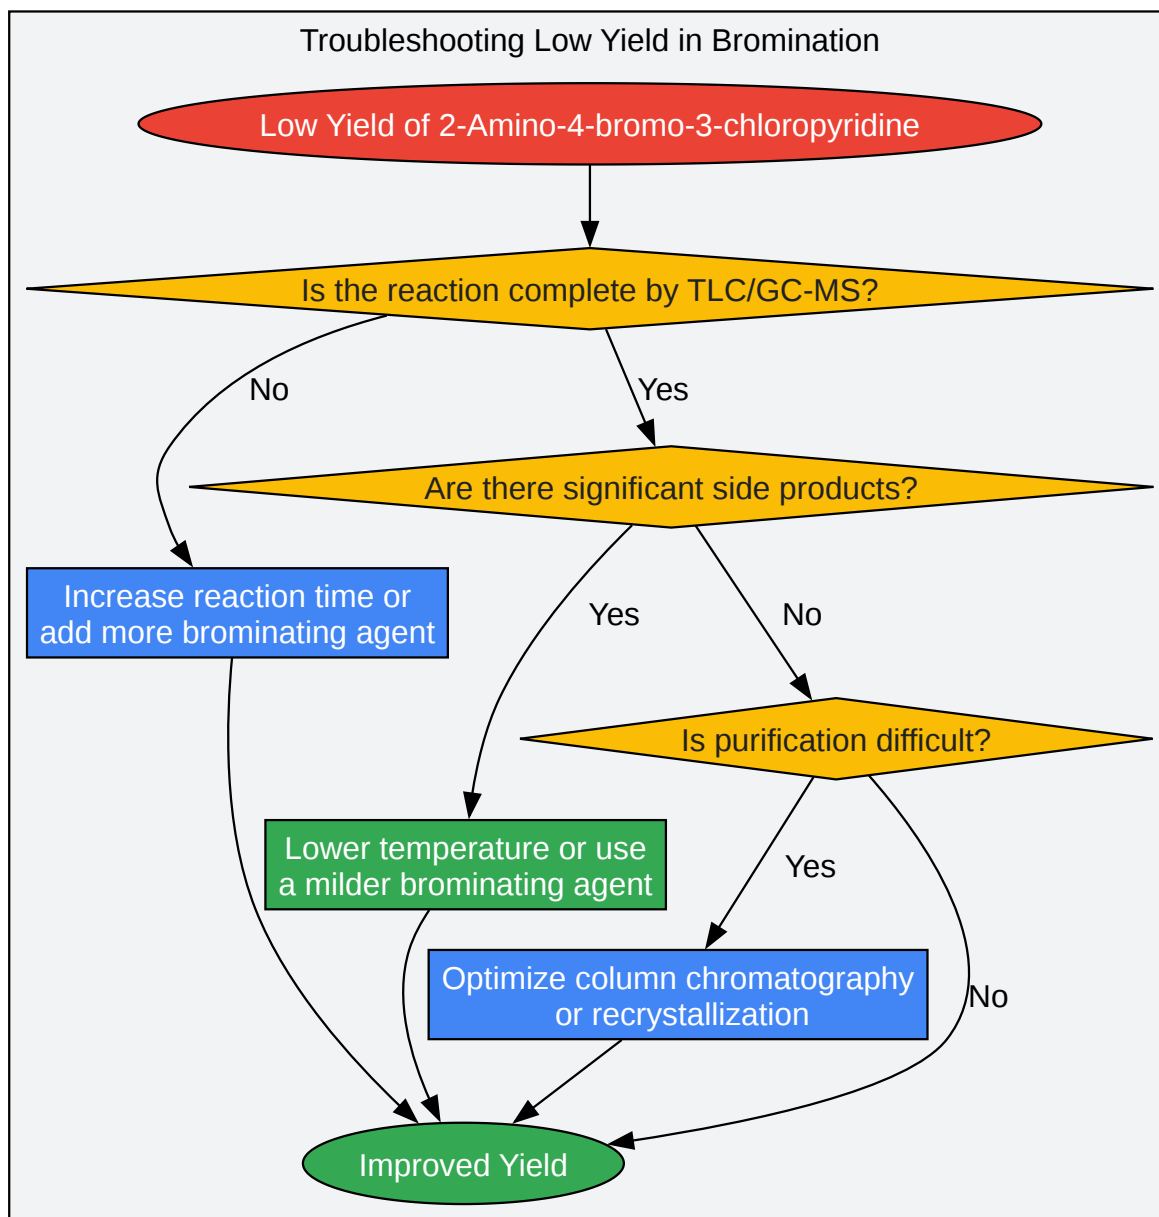 Troubleshooting Low Yield in Bromination
Low Yield of 2-Amino-4-bromo-3-chloropyridine
Is the reaction complete by TLC/GC-MS?
No
Yes
Are there significant side products?
Increase reaction time or
add more brominating agent
Yes
No
Is purification difficult?
Lower temperature or use
a milder brominating agent
Yes
Optimize column chromatography
or recrystallization
No
Improved Yield